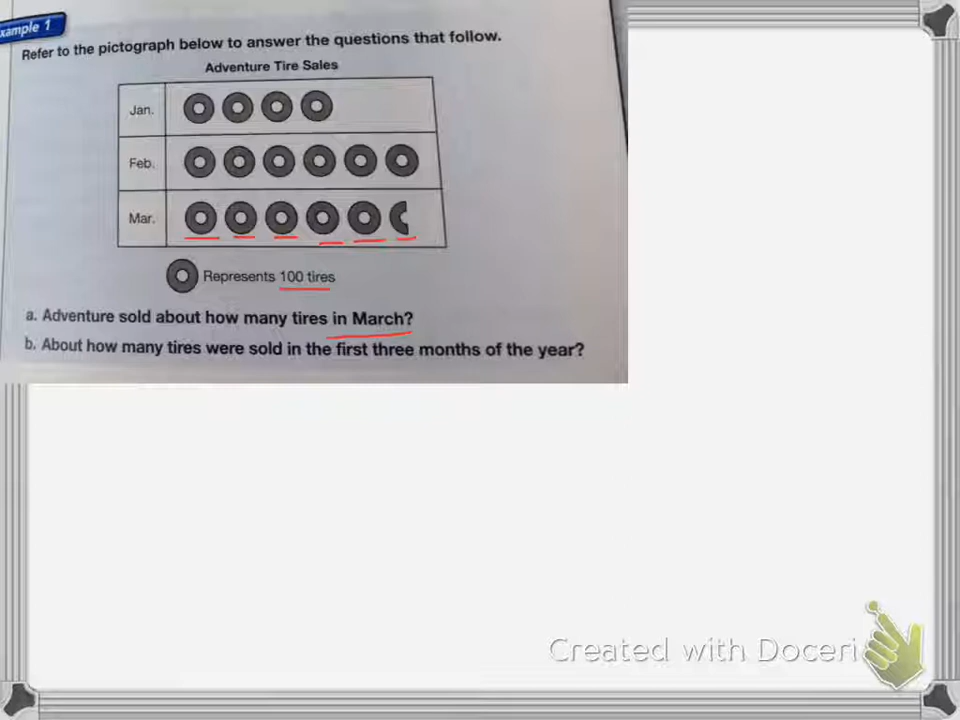 xample 1
Refer to the pictograph below to answer the questions that follow.
Adventure Tire Sales
Jan.
Feb.
Mar.
Represents 100 tires
a. Adventure sold about how many tires in March?
b. About how many tires were sold in the first three months of the year?
Created with Doceri